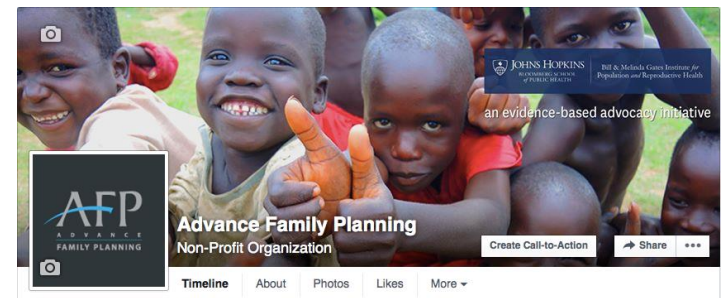 JOHNS HOPKINS
BLOOMBERG SCHOOL
of PUBLIC HEALTH
Bill & Melinda Gates Institute for
Population and Reproductive Health
an evidence-based advocacy initiative
AFP
ADVANCE
FAMILY PLANNING
Advance Family Planning
Non-Profit Organization
Create Call-to-Action
Share
Timeline About Photos Likes More